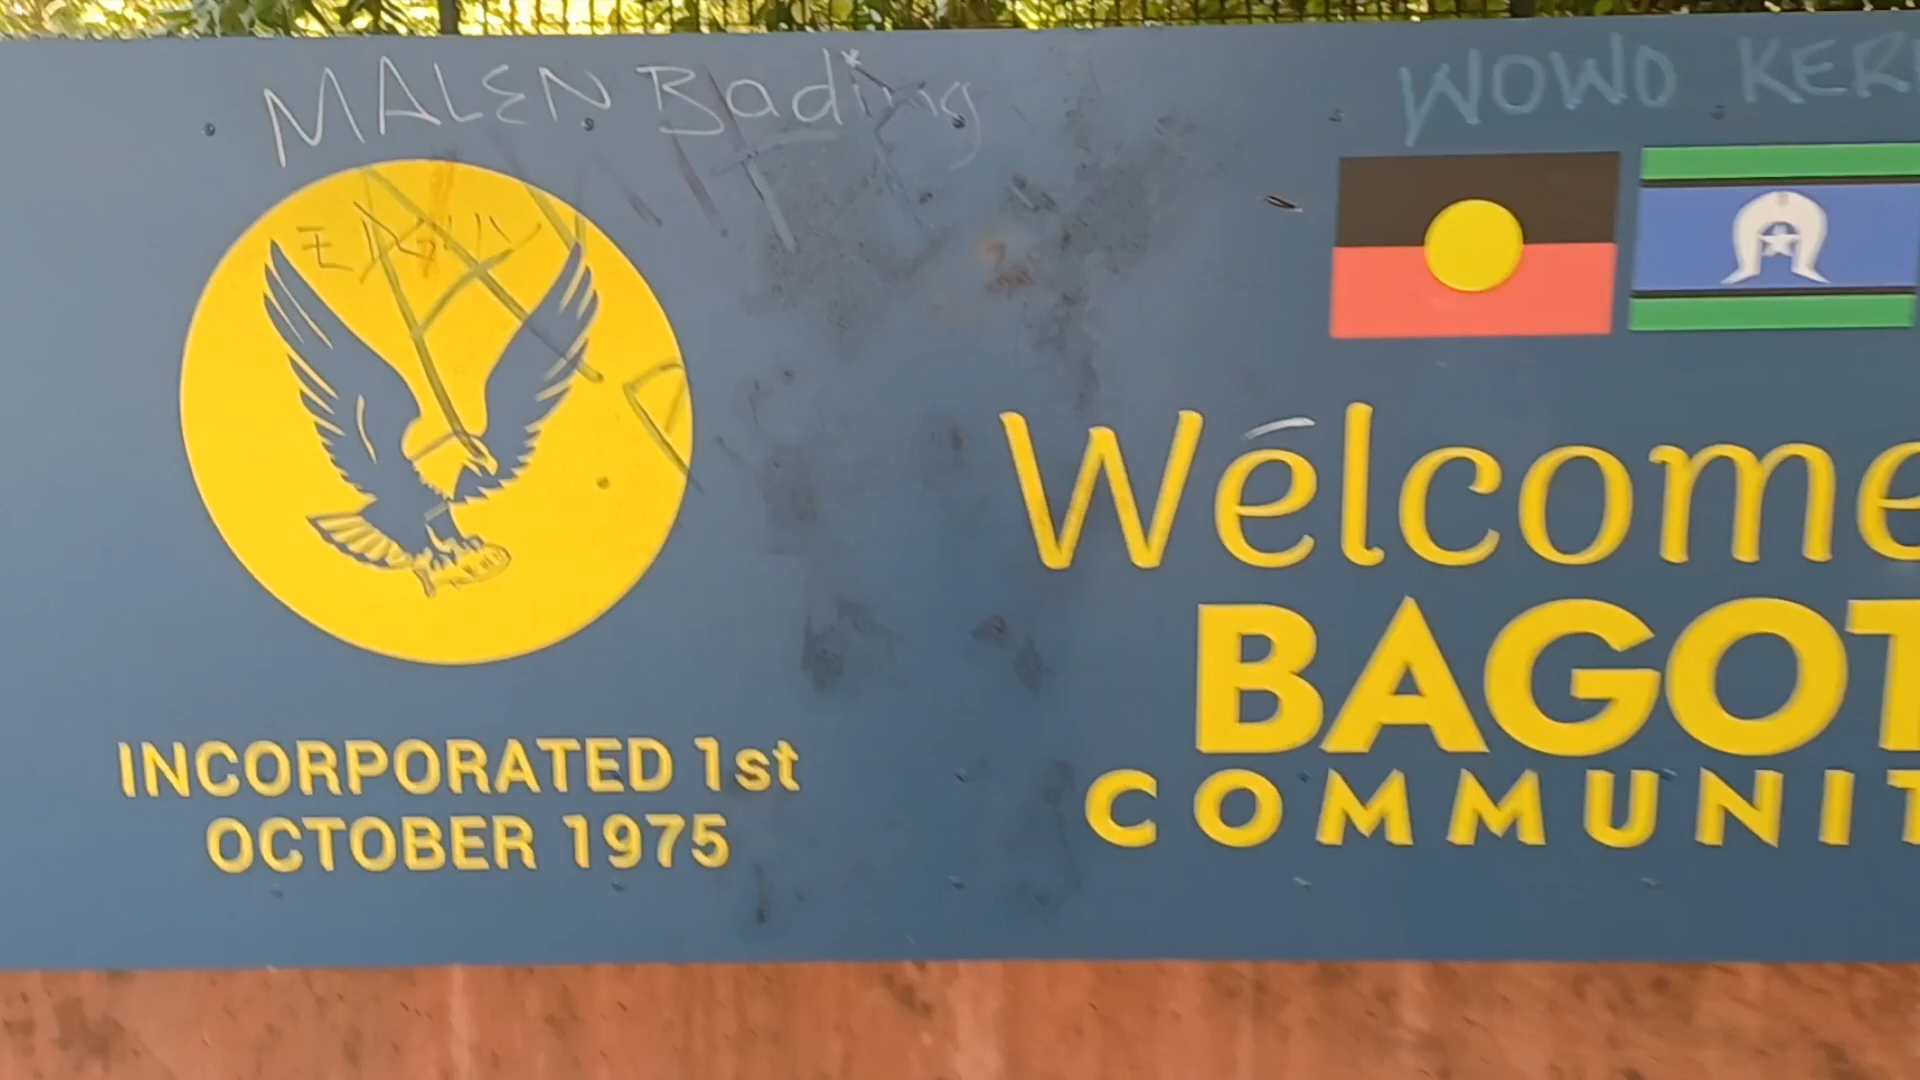 MALEN Bading
WOWO KER
Welcome
BAGOT
COMMUNIT
INCORPORATED 1st
OCTOBER 1975